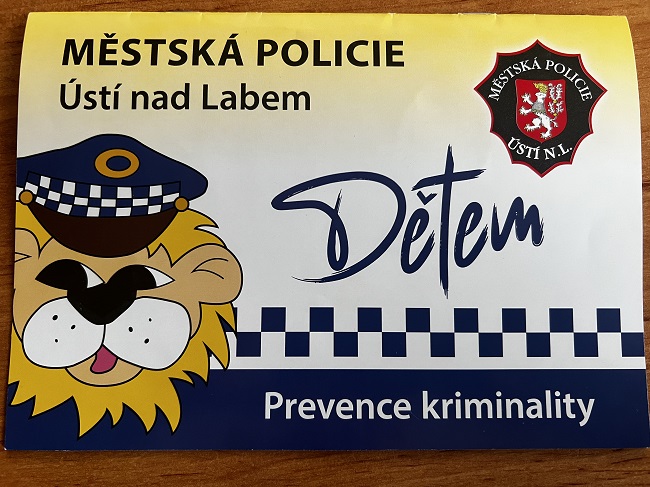 MĚSTSKÁ POLICIE
Ústí nad Labem
MĚSTSKÁ POLICIE
ÚSTÍ N.L.
Dětem
Prevence kriminality